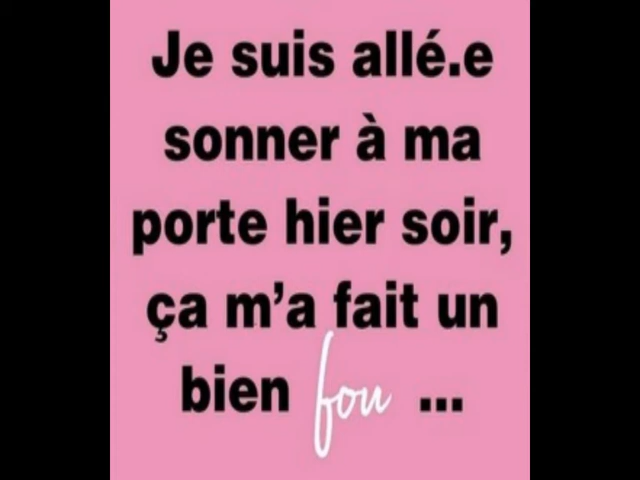 Je suis allé.e
sonner à ma
porte hier soir,
ça m'a fait un
bien fou ...